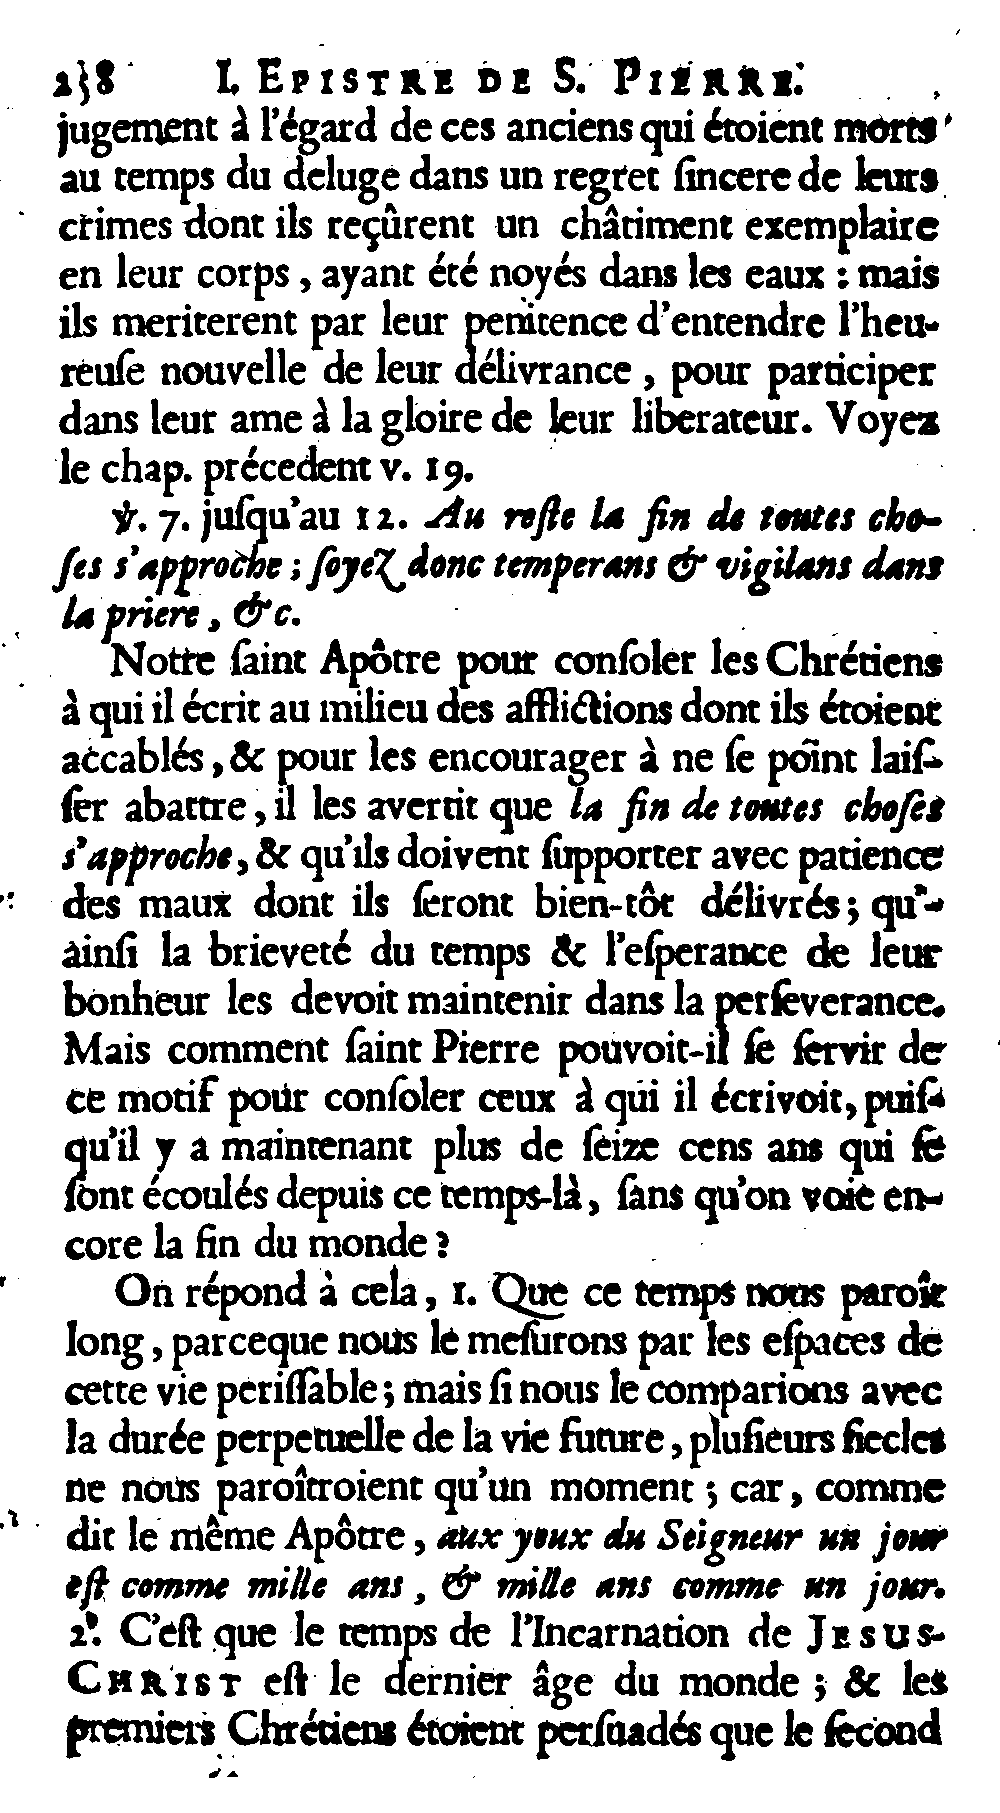 238 I. EPISTRE DE S. PIERRE.
jugement à l'égard de ces anciens qui étoient morts
au temps du deluge dans un regret ſincere de leurs
crimes dont ils reçûrent un châtiment exemplaire
en leur corps, ayant été noyés dans les eaux : mais
ils meriterent par leur penitence d'entendre l'heu-
reuſe nouvelle de leur délivrance, pour participer
dans leur ame à la gloire de leur liberateur. Voyez
le chap. précedent v. 19.
℣. 7. juſqu'au 12. Au reſte la fin de toutes cho-
ſes s'approche ; ſoyez donc temperans & vigilans dans
la priere, &c.
Notre ſaint Apôtre pour conſoler les Chrétiens
à qui il écrit au milieu des afflictions dont ils étoient
accablés, & pour les encourager à ne ſe point laiſ-
ſer abattre, il les avertit que la fin de toutes choſes
s'approche, & qu'ils doivent ſupporter avec patience
des maux dont ils ſeront bien-tôt délivrés ; qu'-
ainſi la brieveté du temps & l'eſperance de leur
bonheur les devoit maintenir dans la perſeverance.
Mais comment ſaint Pierre pouvoit-il ſe ſervir de
ce motif pour conſoler ceux à qui il écrivoit, puiſ-
qu'il y a maintenant plus de ſeize cens ans qui ſe
ſont écoulés depuis ce temps-là, ſans qu'on voie en-
core la fin du monde ?
On répond à cela, 1. Que ce temps nous paroît
long, parceque nous le meſurons par les eſpaces de
cette vie periſſable ; mais ſi nous le comparions avec
la durée perpetuelle de la vie future, pluſieurs ſiecles
ne nous paroîtroient qu'un moment ; car, comme
dit le même Apôtre, aux yeux du Seigneur un jour
eſt comme mille ans, & mille ans comme un jour.
2°. C'eſt que le temps de l'Incarnation de JESUS-
CHRIST eſt le dernier âge du monde ; & les
premiers Chrétiens étoient perſuadés que le ſecond